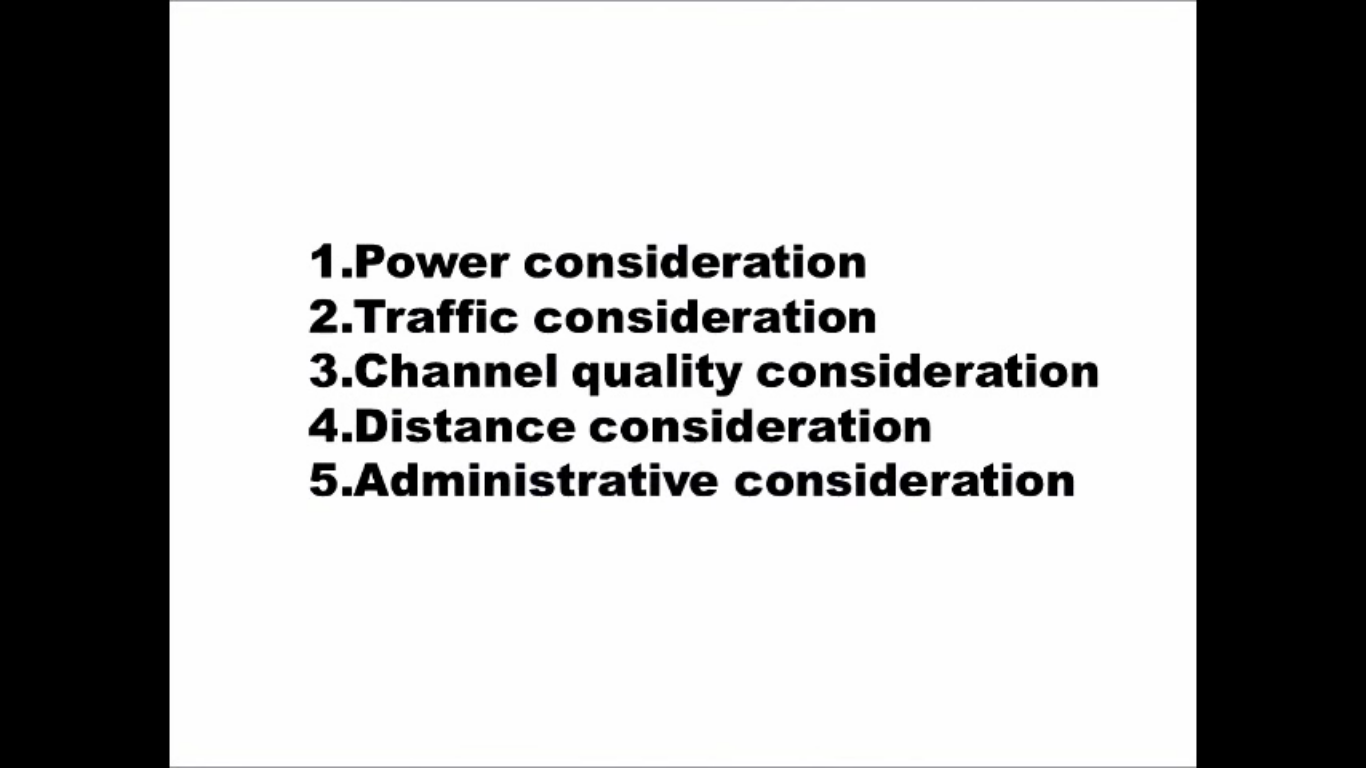 1.Power consideration
2.Traffic consideration
3.Channel quality consideration
4.Distance consideration
5.Administrative consideration